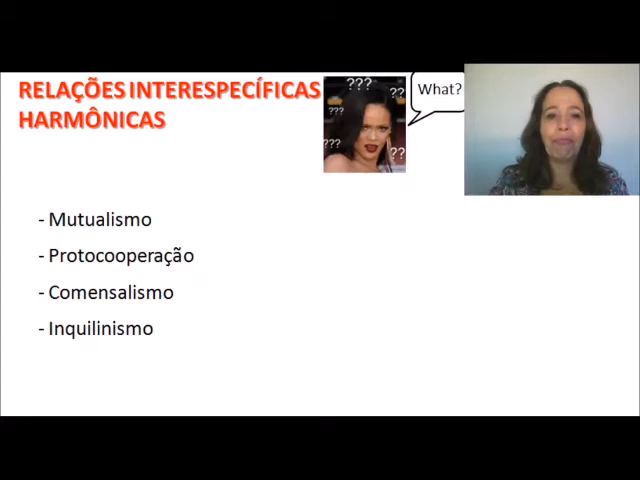 RELAÇÕES INTERESPECÍFICAS
HARMÔNICAS
???
??
???
???
??
What?
- Mutualismo
- Protocooperação
- Comensalismo
- Inquilinismo